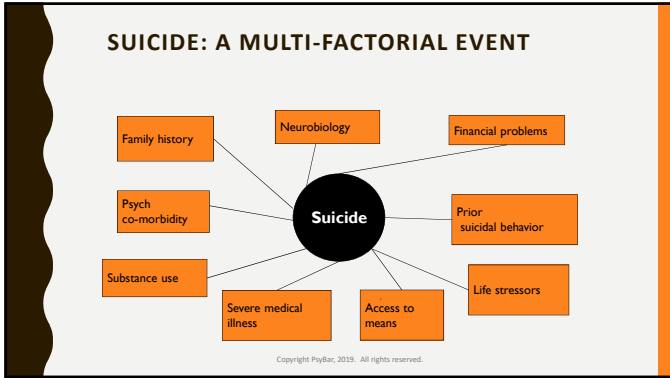 SUICIDE: A MULTI-FACTORIAL EVENT
Neurobiology
Financial problems
Family history
Psych
co-morbidity
Suicide
Prior
suicidal behavior
Substance use
Life stressors
Severe medical
illness
Access to
means
Copyright PsyBar, 2019. All rights reserved.